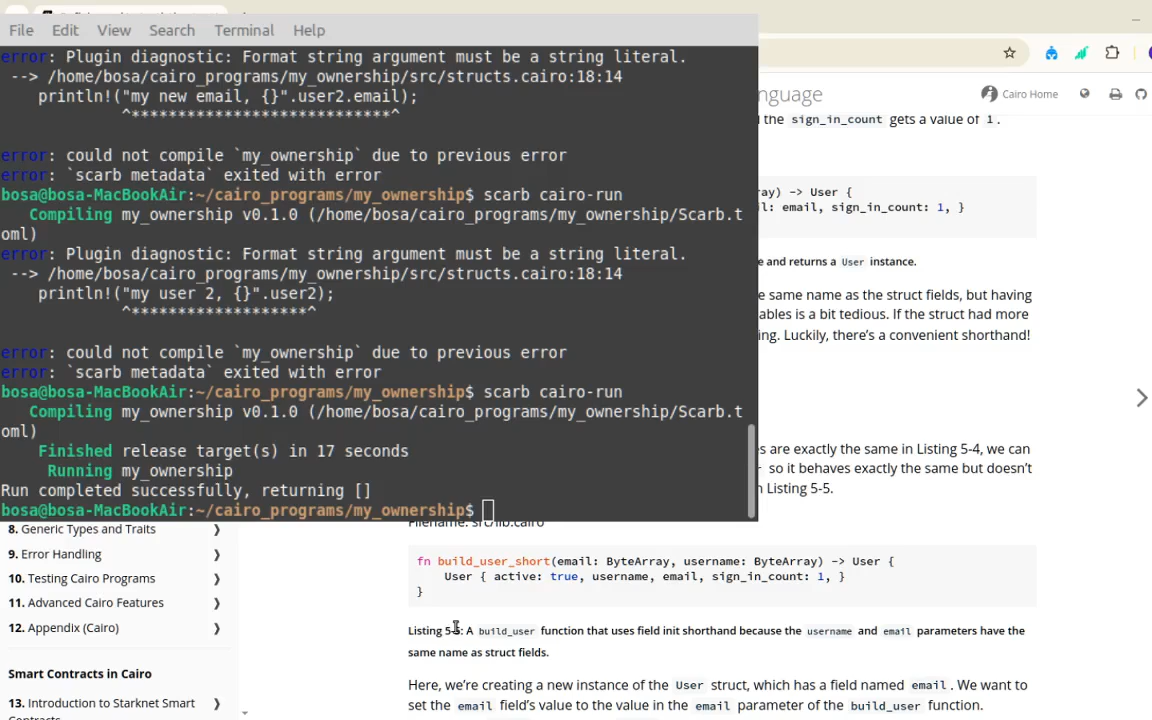 File Edit View Search Terminal Help
error: Plugin diagnostic: Format string argument must be a string literal.
--> /home/bosa/cairo_programs/my_ownership/src/structs.cairo:18:14
println!("my new email, {}".user2.email);
^****************************^
error: could not compile `my_ownership` due to previous error
error: `scarb metadata` exited with error
bosa@bosa-MacBookAir:~/cairo_programs/my_ownership$ scarb cairo-run
Compiling my_ownership v0.1.0 (/home/bosa/cairo_programs/my_ownership/Scarb.t
oml)
error: Plugin diagnostic: Format string argument must be a string literal.
--> /home/bosa/cairo_programs/my_ownership/src/structs.cairo:18:14
println!("my user 2, {}".user2);
^*******************^
error: could not compile `my_ownership` due to previous error
error: `scarb metadata` exited with error
bosa@bosa-MacBookAir:~/cairo_programs/my_ownership$ scarb cairo-run
Compiling my_ownership v0.1.0 (/home/bosa/cairo_programs/my_ownership/Scarb.t
oml)
Finished release target(s) in 17 seconds
Running my_ownership
Run completed successfully, returning []
bosa@bosa-MacBookAir:~/cairo_programs/my_ownership$
nguage
Cairo Home
the sign_in_count gets a value of 1.
ray) -> User {
il: email, sign_in_count: 1, }
e and returns a User instance.
e same name as the struct fields, but having
ables is a bit tedious. If the struct had more
ing. Luckily, there's a convenient shorthand!
es are exactly the same in Listing 5-4, we can
so it behaves exactly the same but doesn't
n Listing 5-5.
Filename: src/lib.cairo
fn build_user_short(email: ByteArray, username: ByteArray) -> User {
User { active: true, username, email, sign_in_count: 1, }
}
Listing 5-5: A build_user function that uses field init shorthand because the username and email parameters have the
same name as struct fields.
Here, we're creating a new instance of the User struct, which has a field named email. We want to
set the email field's value to the value in the email parameter of the build_user function.
8. Generic Types and Traits
9. Error Handling
10. Testing Cairo Programs
11. Advanced Cairo Features
12. Appendix (Cairo)
Smart Contracts in Cairo
13. Introduction to Starknet Smart